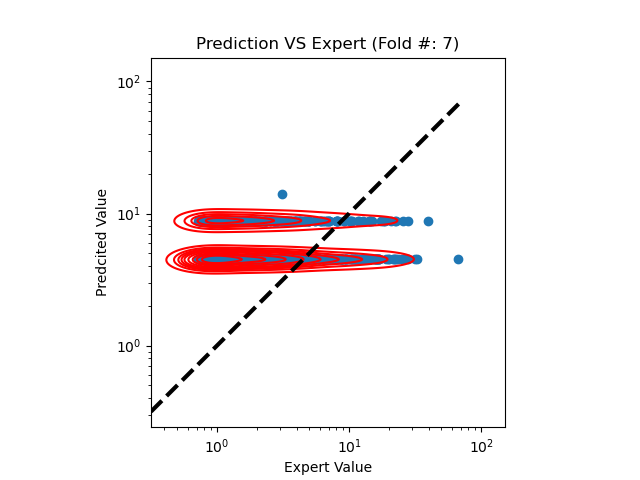 Prediction VS Expert (Fold #: 7)
10²
10¹
10⁰
Predcited Value
10⁰ 10¹ 10²
Expert Value